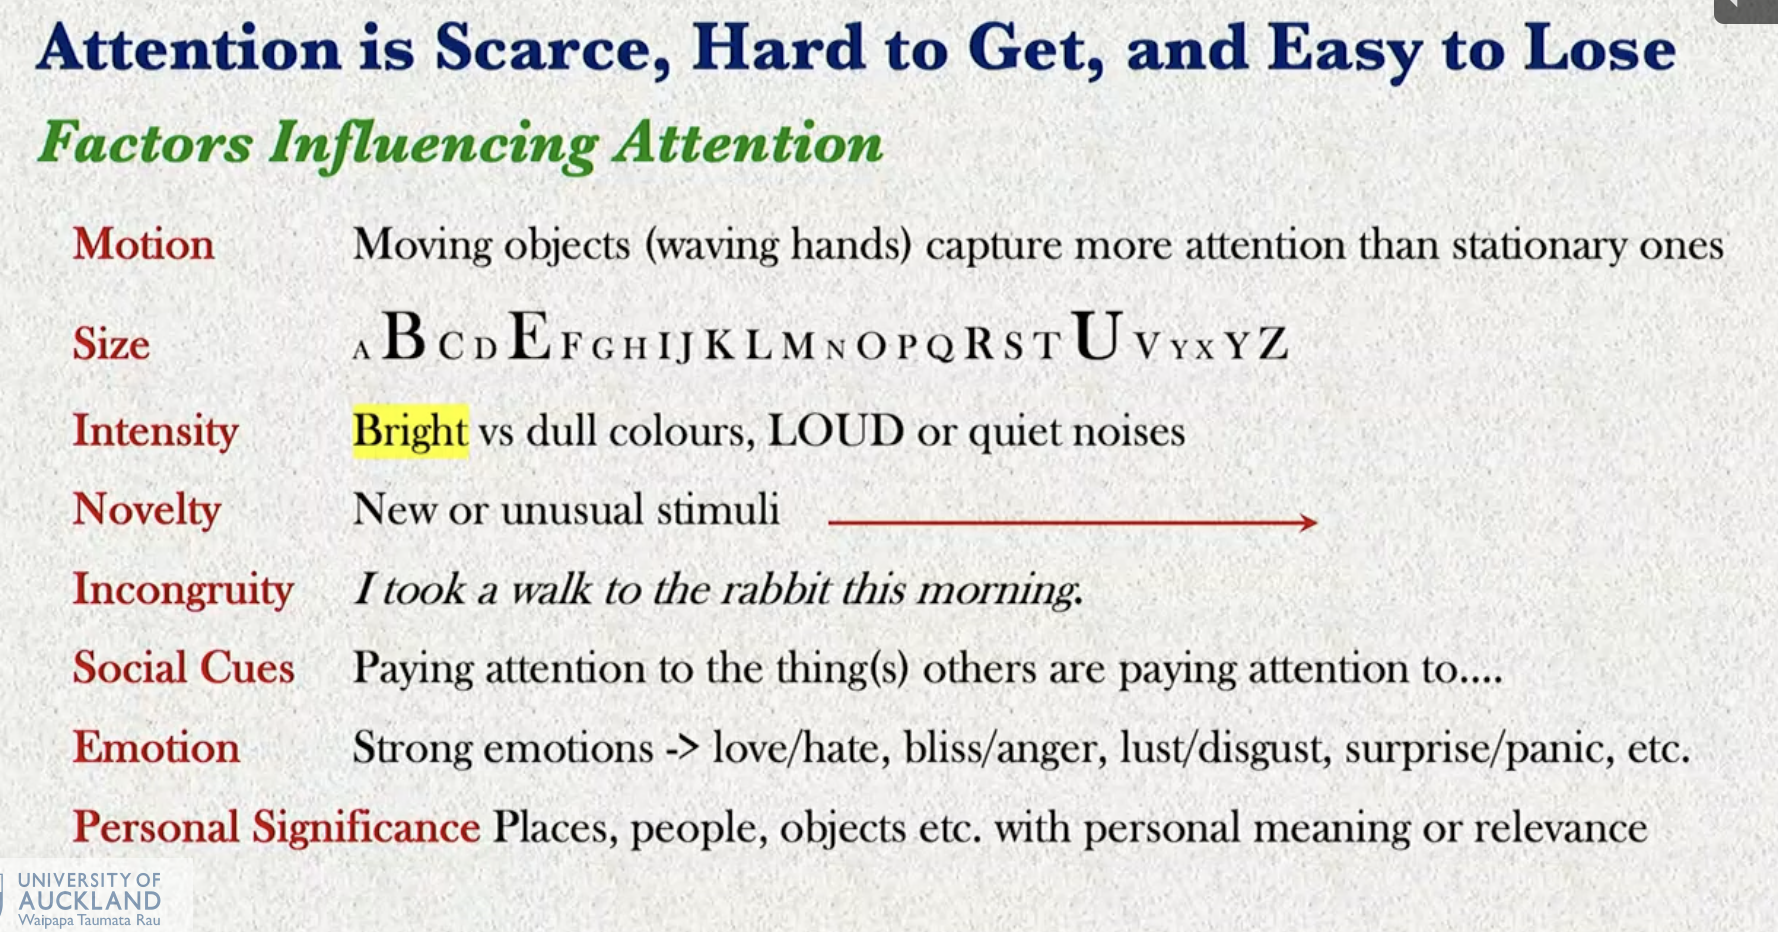 Attention is Scarce, Hard to Get, and Easy to Lose
Factors Influencing Attention
Motion Moving objects (waving hands) capture more attention than stationary ones
Size A B C D E F G H I J K L M N O P Q R S T U V Y X Y Z
Intensity Bright vs dull colours, LOUD or quiet noises
Novelty New or unusual stimuli
Incongruity I took a walk to the rabbit this morning.
Social Cues Paying attention to the thing(s) others are paying attention to....
Emotion Strong emotions -> love/hate, bliss/anger, lust/disgust, surprise/panic, etc.
Personal Significance Places, people, objects etc. with personal meaning or relevance
UNIVERSITY OF
AUCKLAND
Waipapa Taumata Rau